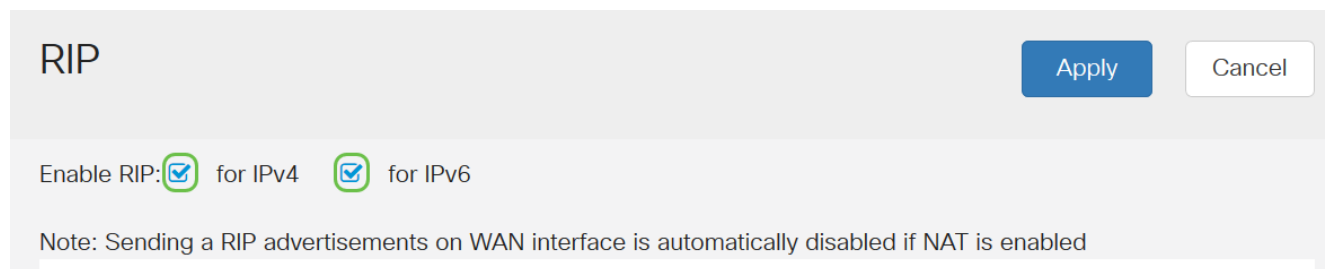 RIP
Apply
Cancel
Enable RIP: for IPv4 for IPv6
Note: Sending a RIP advertisements on WAN interface is automatically disabled if NAT is enabled